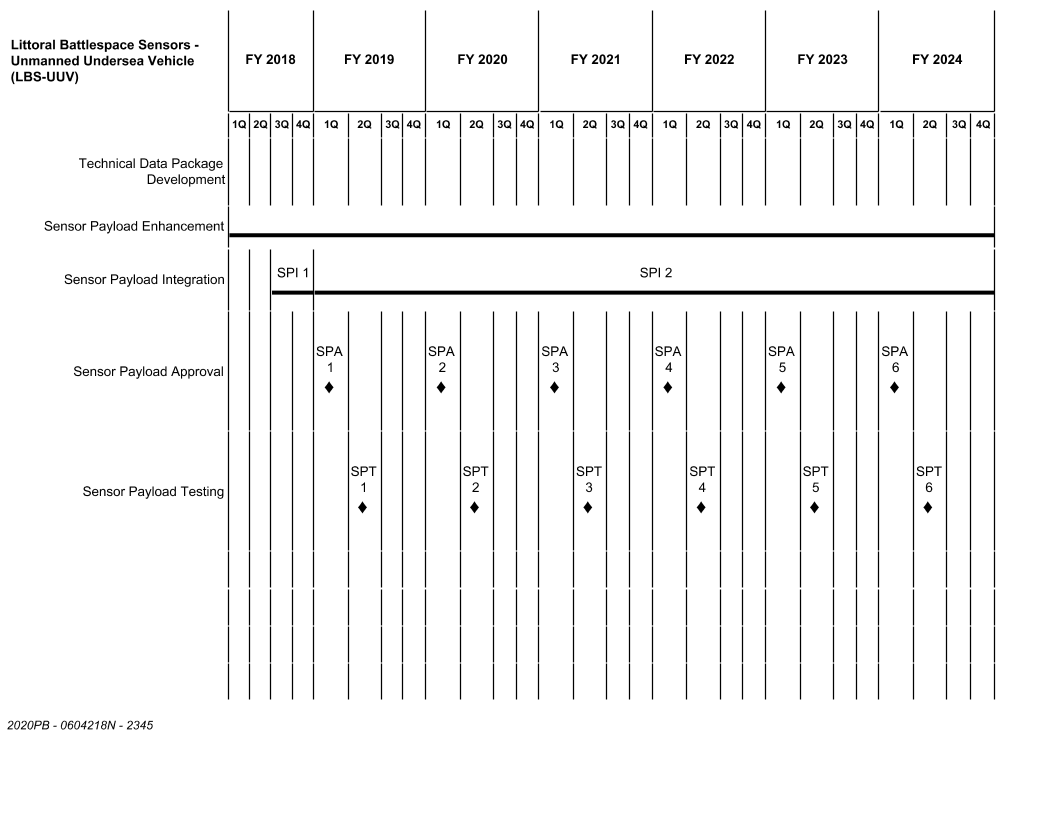 Littoral Battlespace Sensors -
Unmanned Undersea Vehicle
(LBS-UUV)
FY 2018 FY 2019 FY 2020 FY 2021 FY 2022 FY 2023 FY 2024
1Q 2Q 3Q 4Q 1Q 2Q 3Q 4Q 1Q 2Q 3Q 4Q 1Q 2Q 3Q 4Q 1Q 2Q 3Q 4Q 1Q 2Q 3Q 4Q 1Q 2Q 3Q 4Q
Technical Data Package
Development
Sensor Payload Enhancement
Sensor Payload Integration
SPI 1 SPI 2
Sensor Payload Approval
SPA SPA SPA SPA SPA SPA
1 2 3 4 5 6
Sensor Payload Testing
SPT SPT SPT SPT SPT SPT
1 2 3 4 5 6
2020PB - 0604218N - 2345